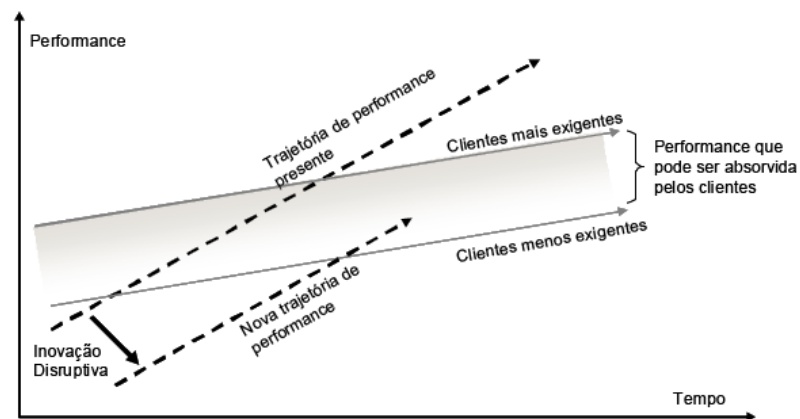 Performance
Trajetória de performance
presente
Clientes mais exigentes
Performance que
pode ser absorvida
pelos clientes
Clientes menos exigentes
Nova trajetória de
performance
Inovação
Disruptiva
Tempo